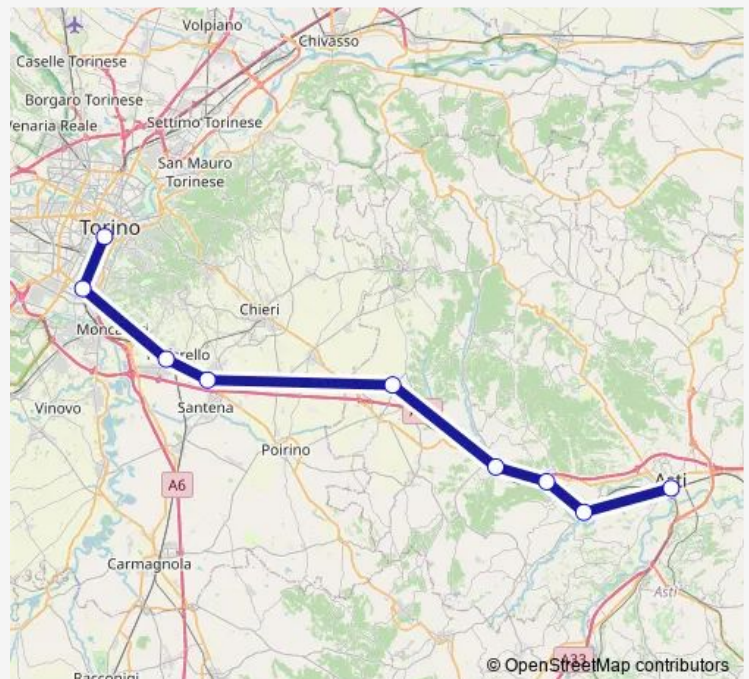 Volpiano
Chivasso
Caselle Torinese
Borgaro Torinese
Venaria Reale
Settimo Torinese
San Mauro
Torinese
Torino
Chieri
Vinovo
Santena
Poirino
A6
Asti
Carmagnola
Asti
A33
Racconigi
© OpenStreetMap contributors